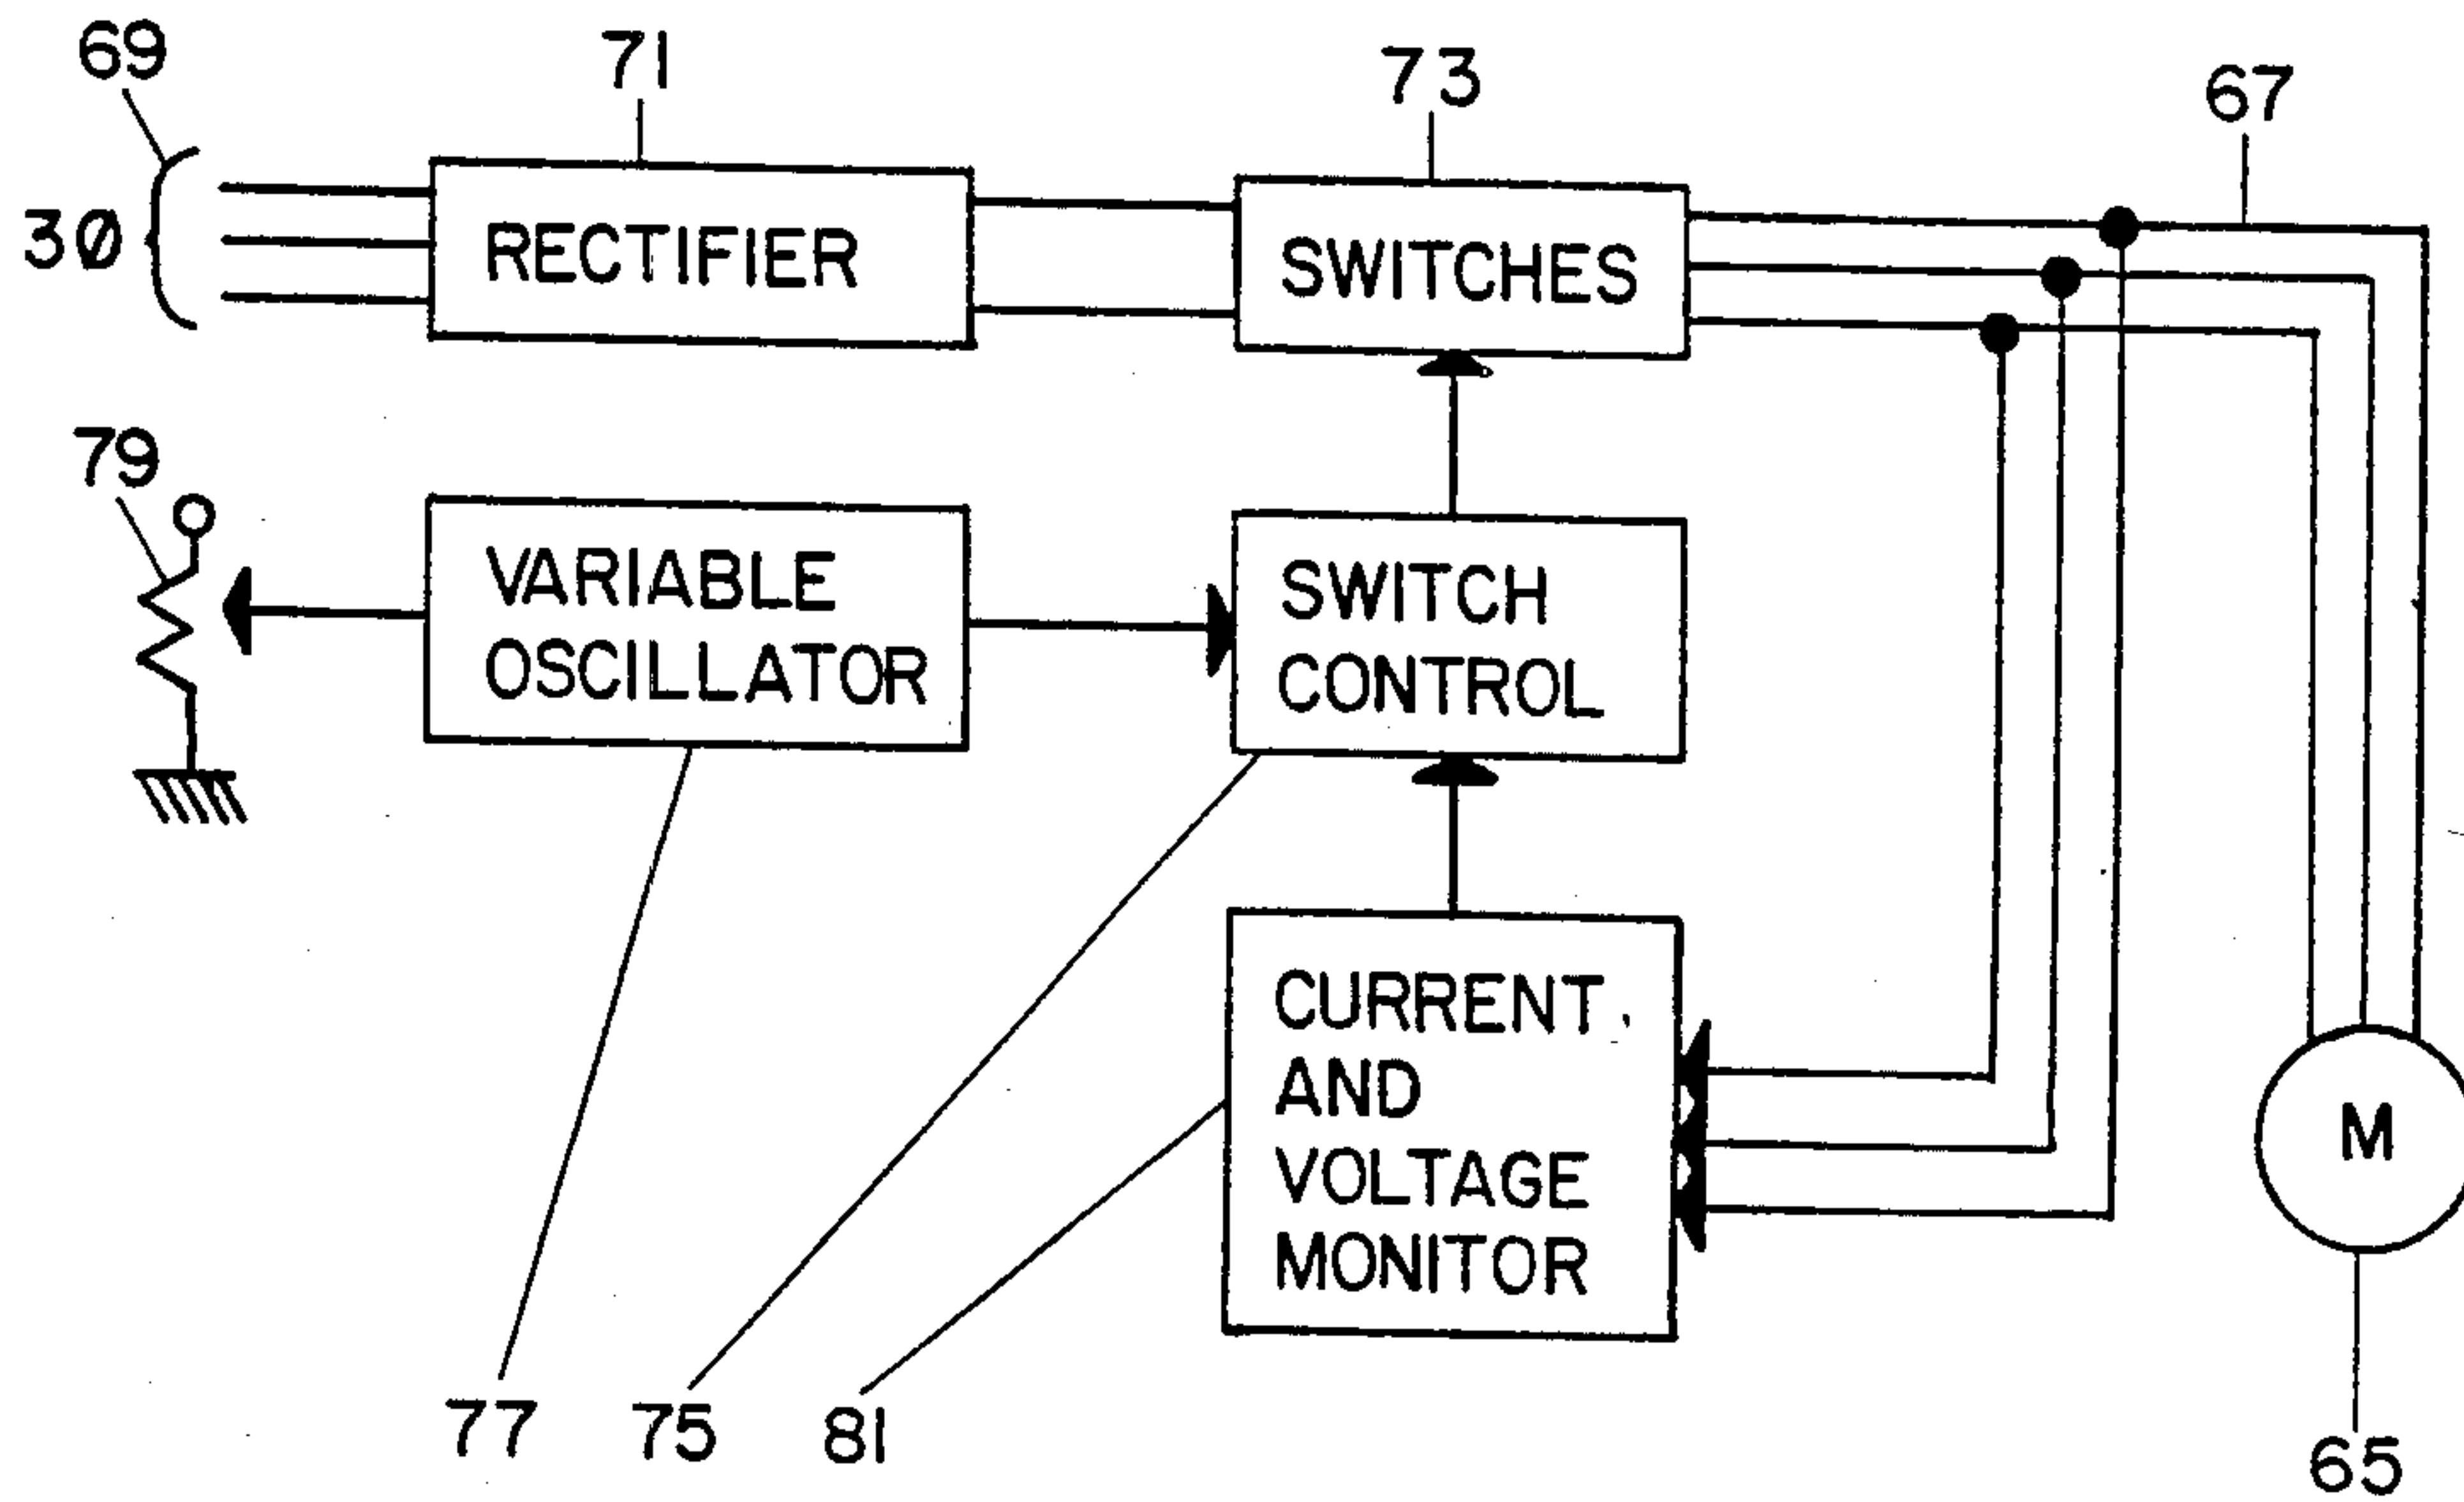 69
71
73
67
3Ø
RECTIFIER
SWITCHES
79
VARIABLE
OSCILLATOR
SWITCH
CONTROL
CURRENT
AND
VOLTAGE
MONITOR
M
77
75
81
65